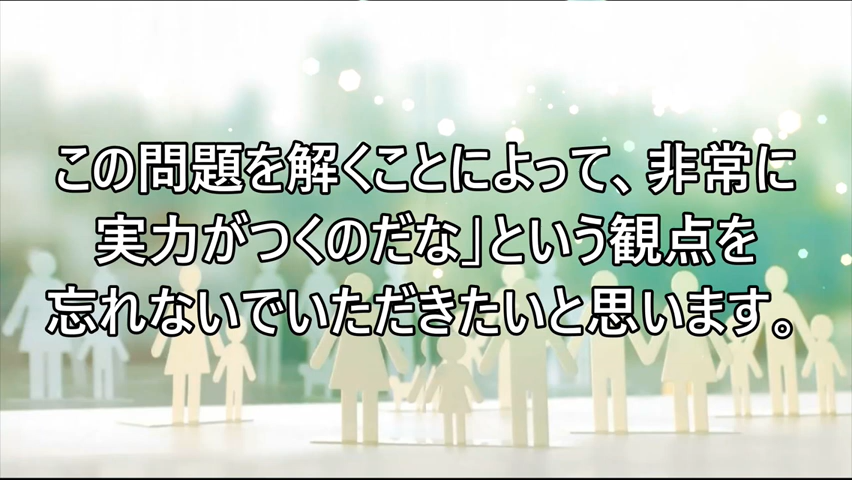 この問題を解くことによって、非常に
実力がつくのだな」という観点を
忘れないでいただきたいと思います。